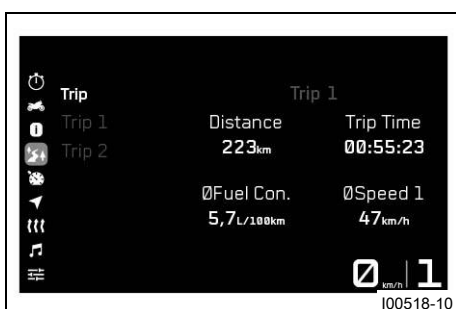 Trip
Trip 1
Trip 1
Distance
Trip Time
Trip 2
223km
00:55:23
ØFuel Con.
ØSpeed 1
5,7L/100km
47km/h
0 km/h 1
I00518-10